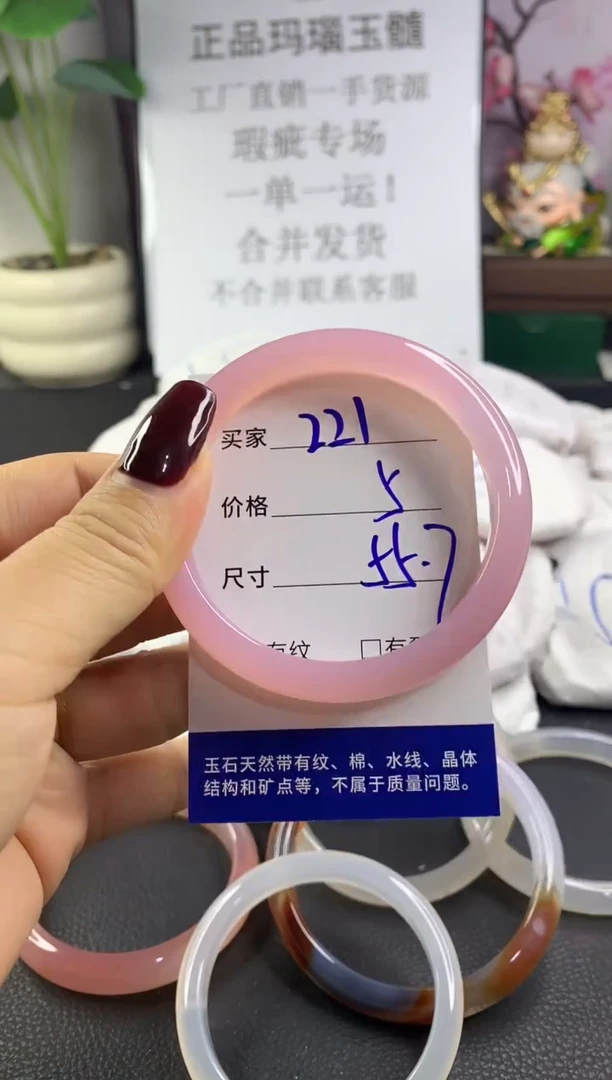 正品玛瑙玉髓
工厂直销一手货源
瑕疵专场
一单一运!
合并发货
不合并联系客服
买家 221
价格 5
尺寸 55.7
有纹 □有
玉石天然带有纹、棉、水线、晶体
结构和矿点等，不属于质量问题。